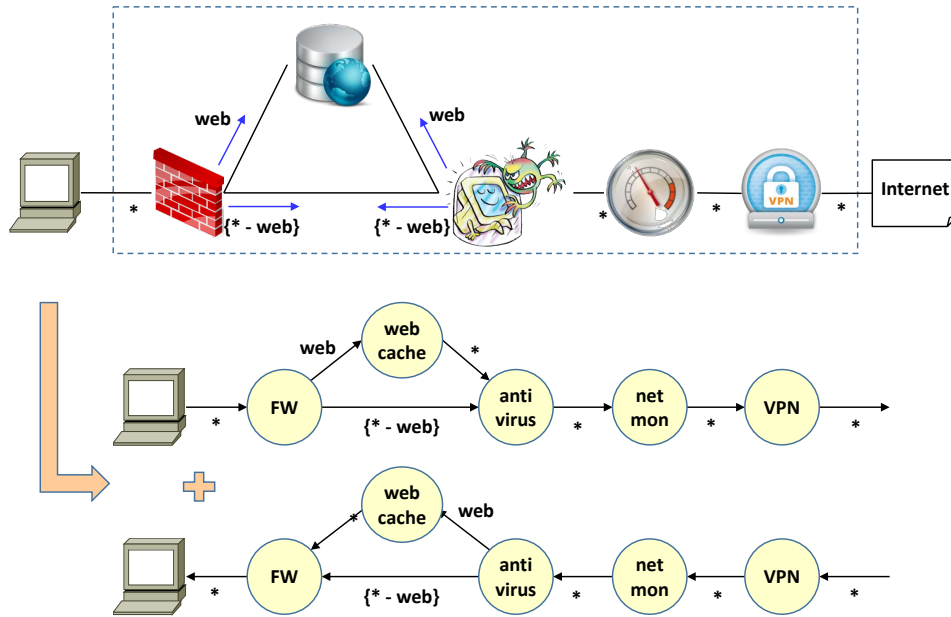 web
web
VPN
Internet
*
{* - web}
{* - web}
*
*
*
web
cache
web
*
FW
anti
virus
net
mon
VPN
*
{* - web}
*
*
*
web
cache
web
*
FW
anti
virus
net
mon
VPN
*
{* - web}
*
*
*